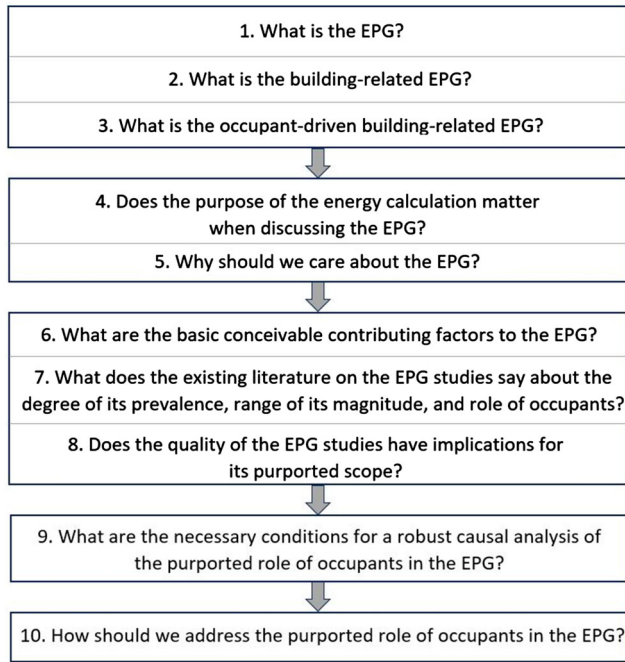 1. What is the EPG?
2. What is the building-related EPG?
3. What is the occupant-driven building-related EPG?
4. Does the purpose of the energy calculation matter
when discussing the EPG?
5. Why should we care about the EPG?
6. What are the basic conceivable contributing factors to the EPG?
7. What does the existing literature on the EPG studies say about the
degree of its prevalence, range of its magnitude, and role of occupants?
8. Does the quality of the EPG studies have implications for
its purported scope?
9. What are the necessary conditions for a robust causal analysis of
the purported role of occupants in the EPG?
10. How should we address the purported role of occupants in the EPG?